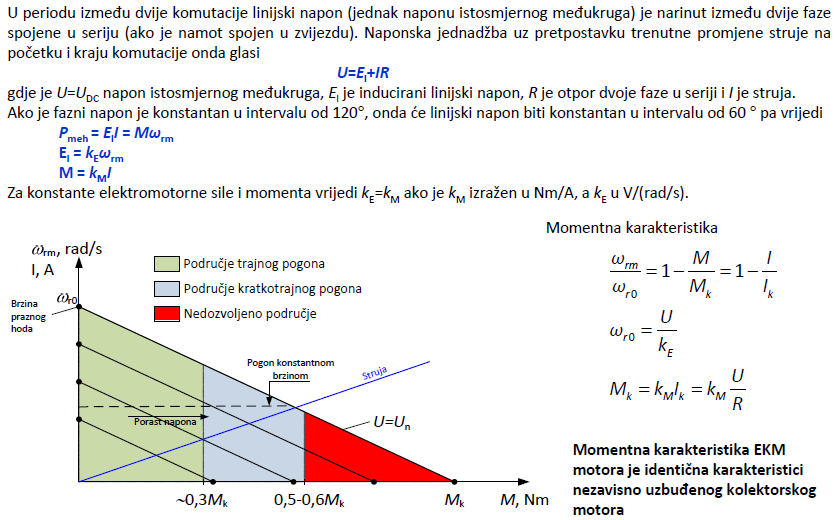 U periodu između dvije komutacije linijski napon (jednak naponu istosmjernog međukruga) je narinut između dvije faze
spojene u seriju (ako je namot spojen u zvijezdu). Naponska jednadžba uz pretpostavku trenutne promjene struje na
početku i kraju komutacije onda glasi
U=EI+IR
gdje je U=UDC napon istosmjernog međukruga, EI je inducirani linijski napon, R je otpor dvoje faze u seriji i I je struja.
Ako je fazni napon je konstantan u intervalu od 120°, onda će linijski napon biti konstantan u intervalu od 60 ° pa vrijedi
Pmeh = EII = Mωrm
EI = kEωrm
M = kMI
Za konstante elektromotorne sile i momenta vrijedi kE=kM ako je kM izražen u Nm/A, a kE u V/(rad/s).
Momentna karakteristika
ωrm, rad/s
I, A
Područje trajnog pogona
Područje kratkotrajnog pogona
Nedozvoljeno područje
Brzina
praznog
hoda
ωr0
Pogon konstantnom
brzinom
Struja
Porast napona
U=Un
~0,3Mk
0,5-0,6Mk
Mk
M, Nm
ωrm/ωr0 = 1 − M/Mk = 1 − I/Ik
ωr0 = U/kE
Mk = kMIk = kM U/R
Momentna karakteristika EKM
motora je identična karakteristici
nezavisno uzbuđenog kolektorskog
motora